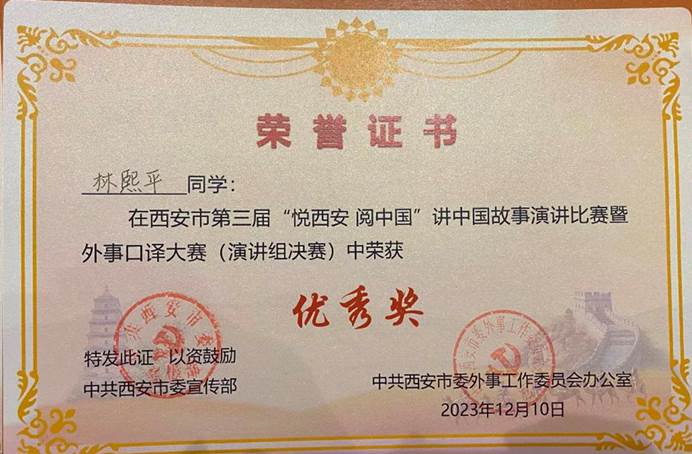 荣誉证书
林熙平 同学：
在西安市第三届“悦西安 阅中国”讲中国故事演讲比赛暨
外事口译大赛（演讲组决赛）中荣获
优秀奖
特发此证 以资鼓励
中共西安市委宣传部
中共西安市委外事工作委员会办公室
2023年12月10日